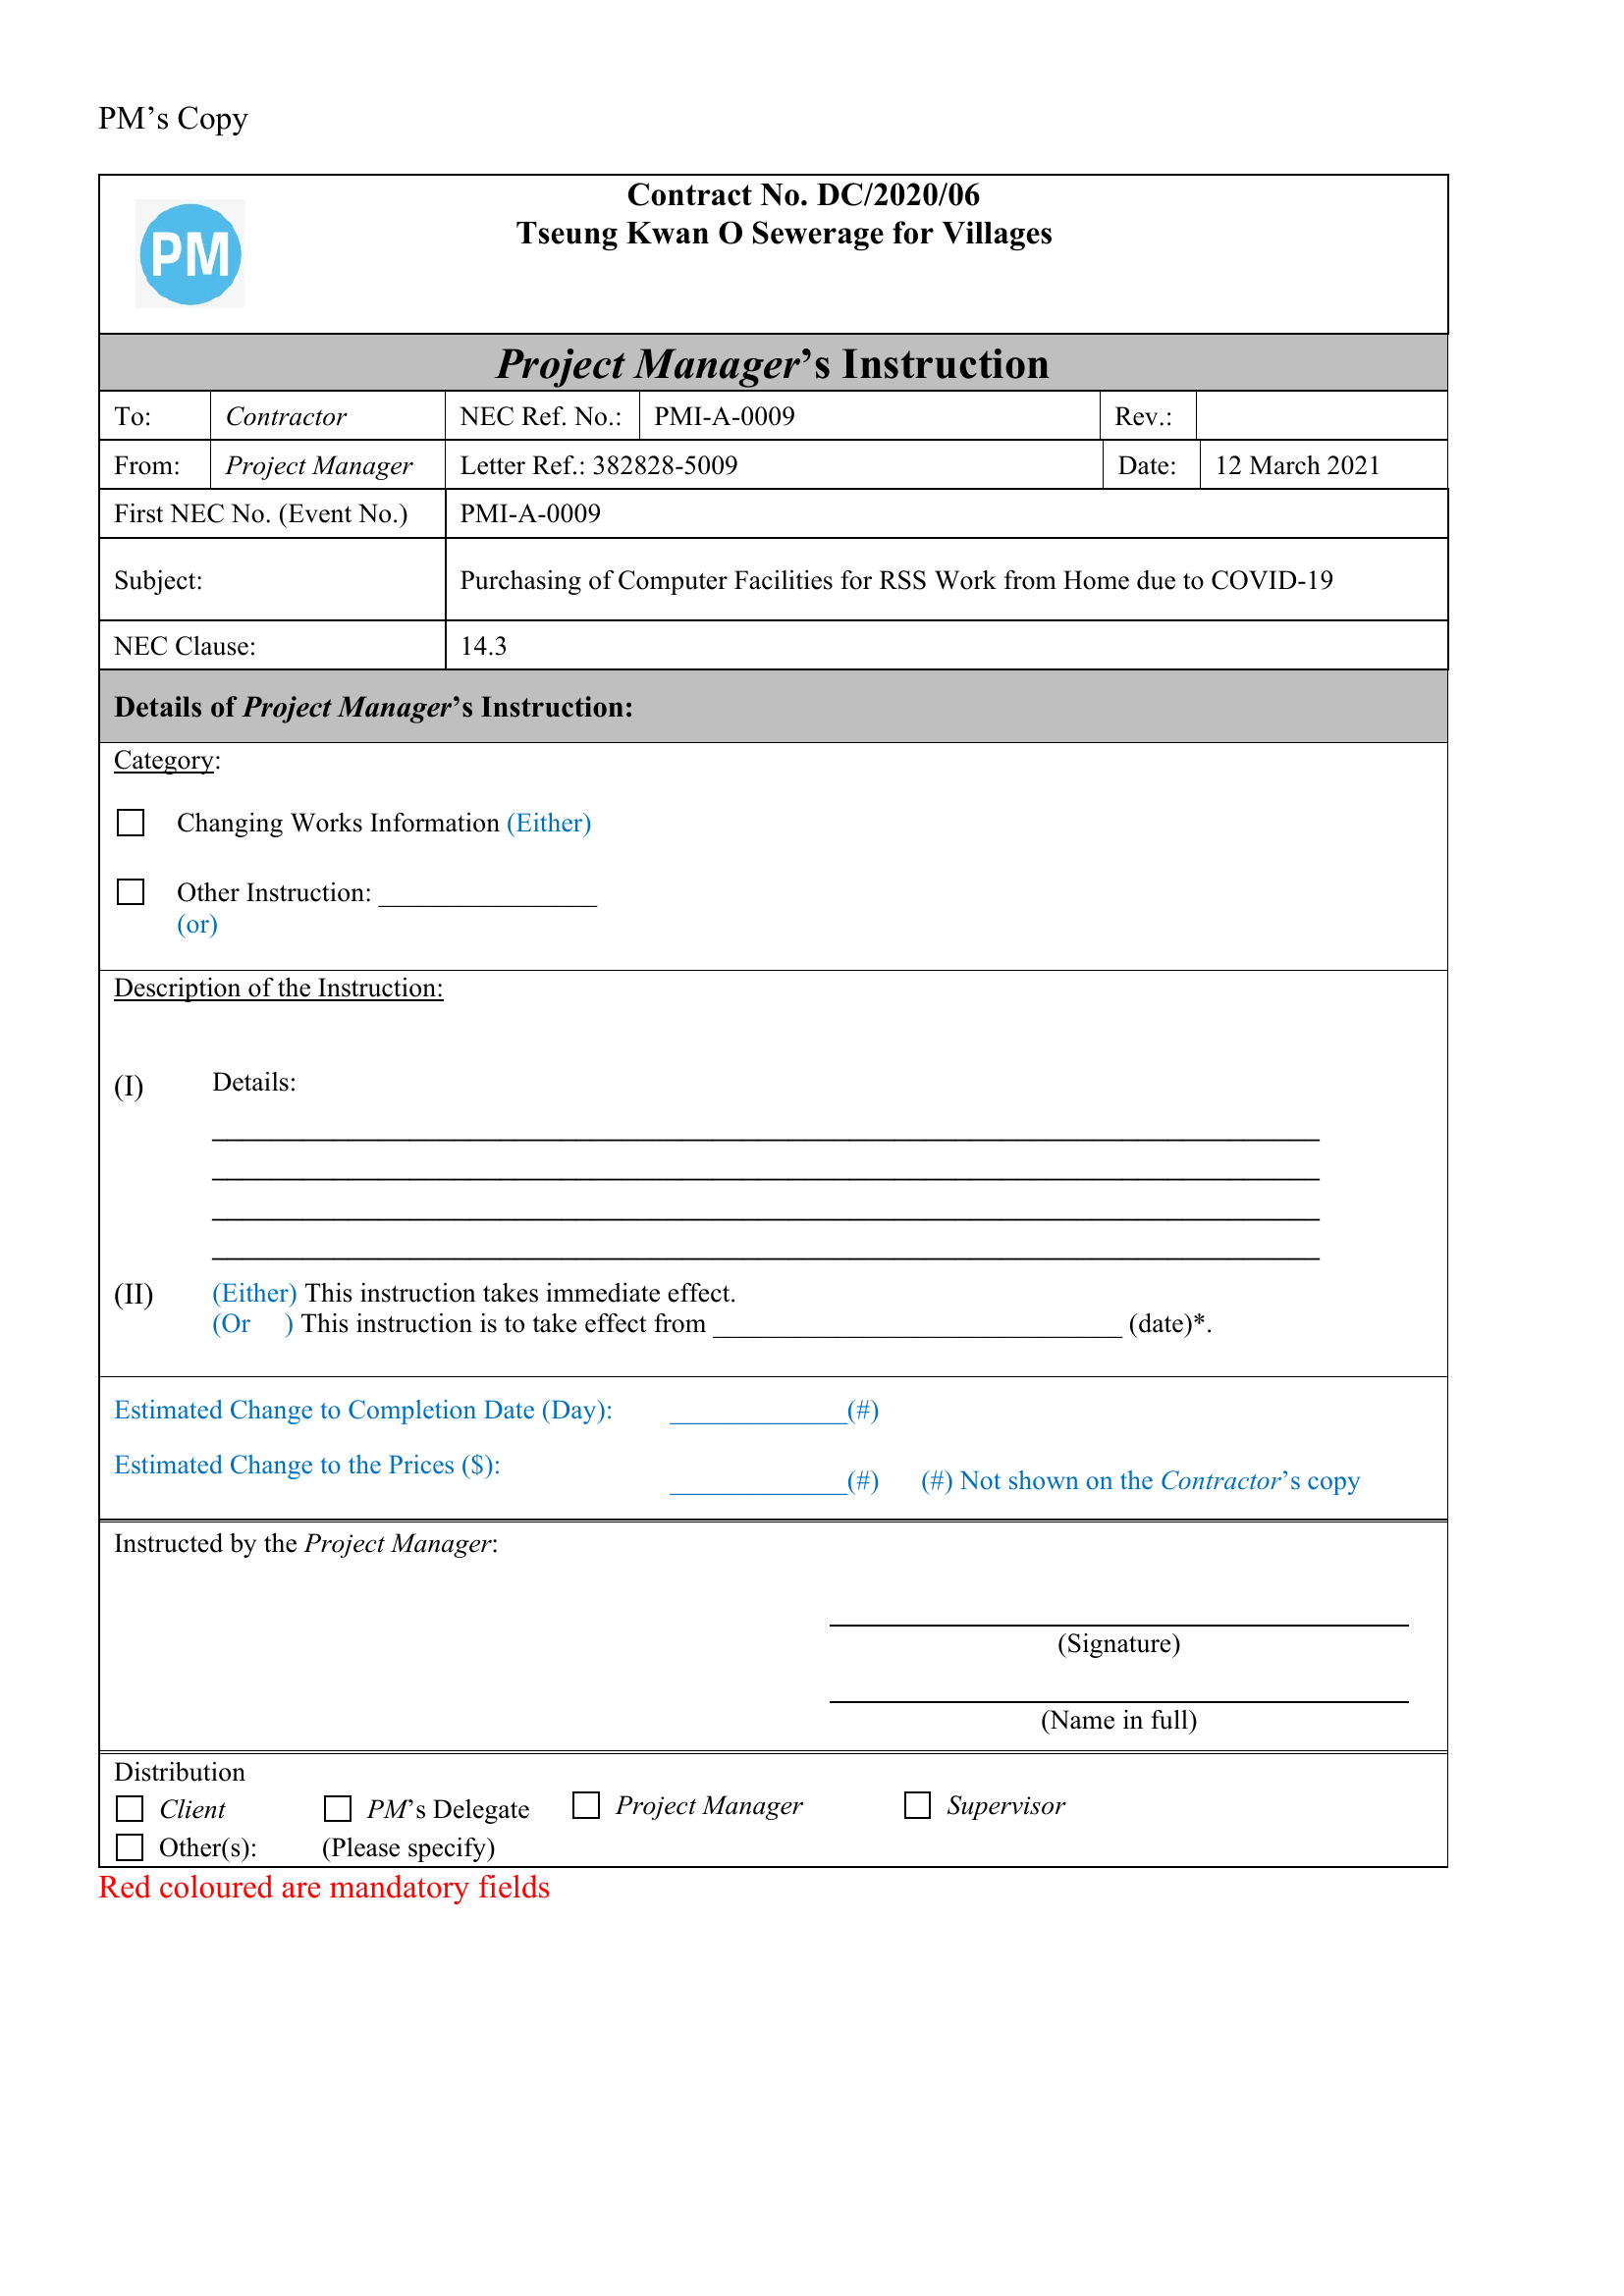 PM’s Copy
PM
Contract No. DC/2020/06
Tseung Kwan O Sewerage for Villages
Project Manager’s Instruction
To: Contractor NEC Ref. No.: PMI-A-0009 Rev.:
From: Project Manager Letter Ref.: 382828-5009 Date: 12 March 2021
First NEC No. (Event No.) PMI-A-0009
Subject: Purchasing of Computer Facilities for RSS Work from Home due to COVID-19
NEC Clause: 14.3
Details of Project Manager’s Instruction:
Category:
Changing Works Information (Either)
Other Instruction: ________________
(or)
Description of the Instruction:
(I) Details:
(II) (Either) This instruction takes immediate effect.
(Or ) This instruction is to take effect from ______________________________ (date)*.
Estimated Change to Completion Date (Day): _____________(#)
Estimated Change to the Prices ($):
_____________(#) (#) Not shown on the Contractor’s copy
Instructed by the Project Manager:
(Signature)
(Name in full)
Distribution
Client PM’s Delegate Project Manager Supervisor
Other(s): (Please specify)
Red coloured are mandatory fields